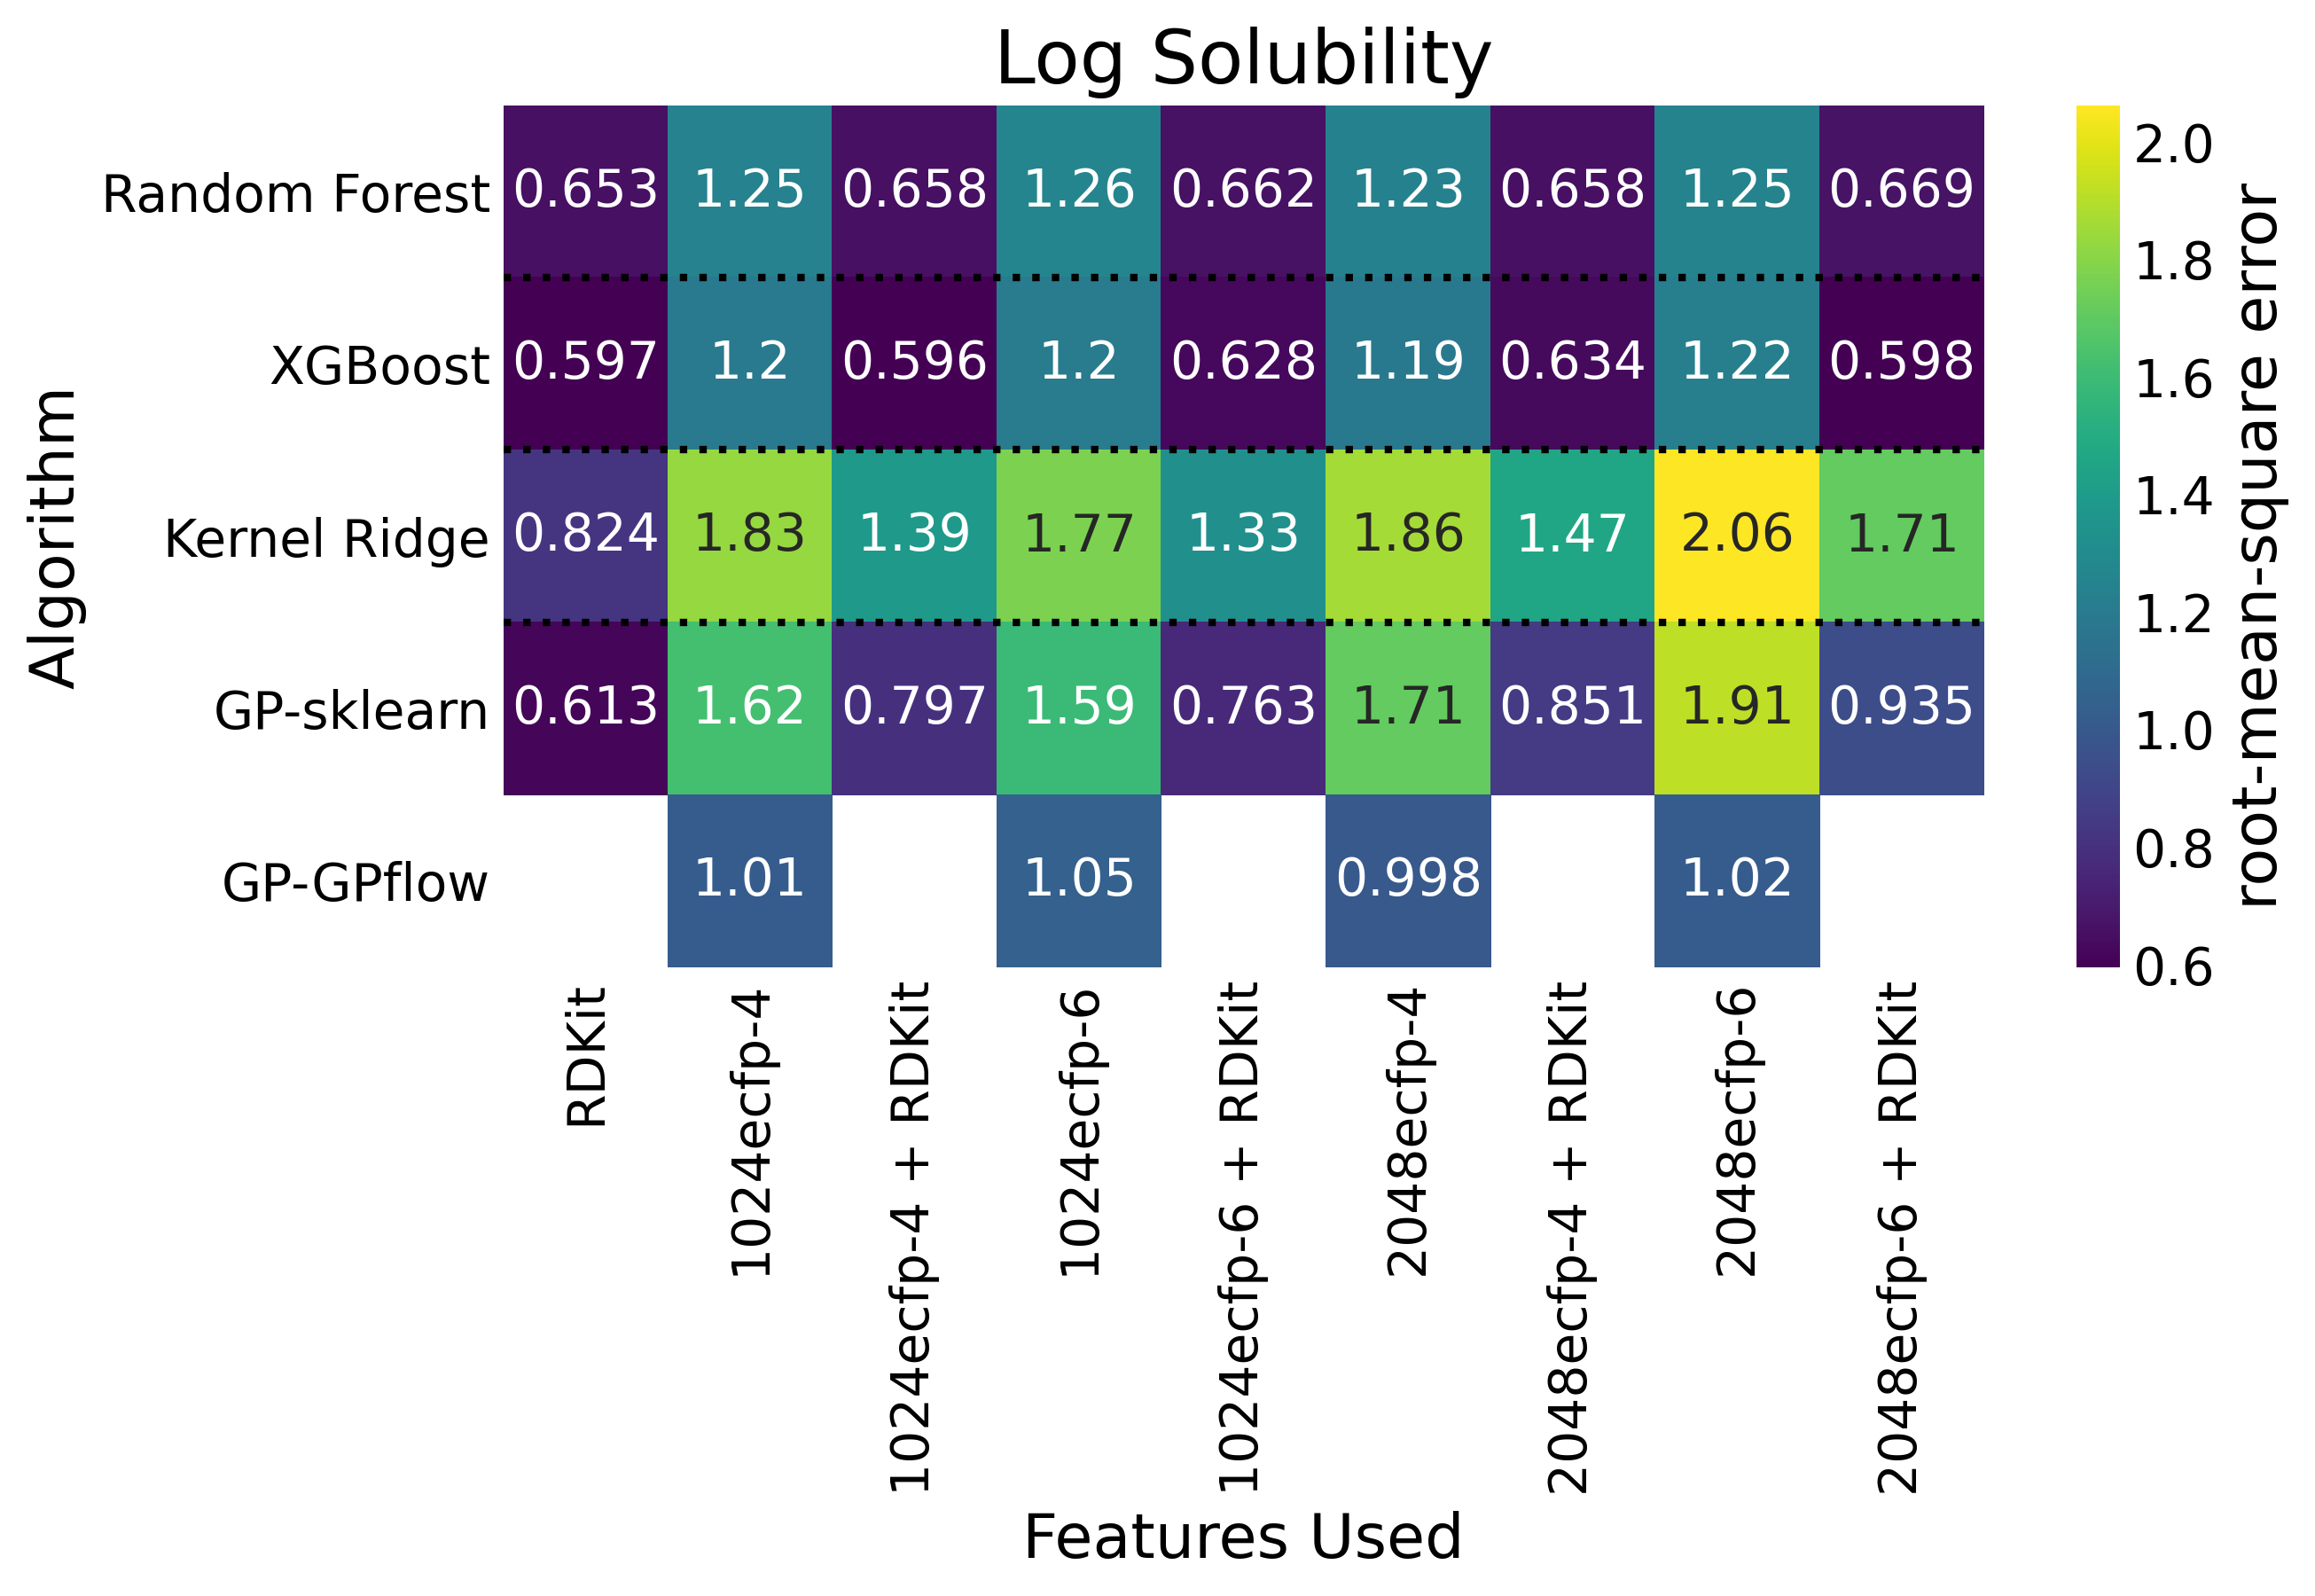 Log Solubility
Algorithm
Random Forest 0.653 1.25 0.658 1.26 0.662 1.23 0.658 1.25 0.669
XGBoost 0.597 1.2 0.596 1.2 0.628 1.19 0.634 1.22 0.598
Kernel Ridge 0.824 1.83 1.39 1.77 1.33 1.86 1.47 2.06 1.71
GP-sklearn 0.613 1.62 0.797 1.59 0.763 1.71 0.851 1.91 0.935
GP-GPflow 1.01 1.05 0.998 1.02
RDKit
1024ecfp-4
1024ecfp-4 + RDKit
1024ecfp-6
1024ecfp-6 + RDKit
2048ecfp-4
2048ecfp-4 + RDKit
2048ecfp-6
2048ecfp-6 + RDKit
Features Used
2.0
1.8
1.6
1.4
1.2
1.0
0.8
0.6
root-mean-square error